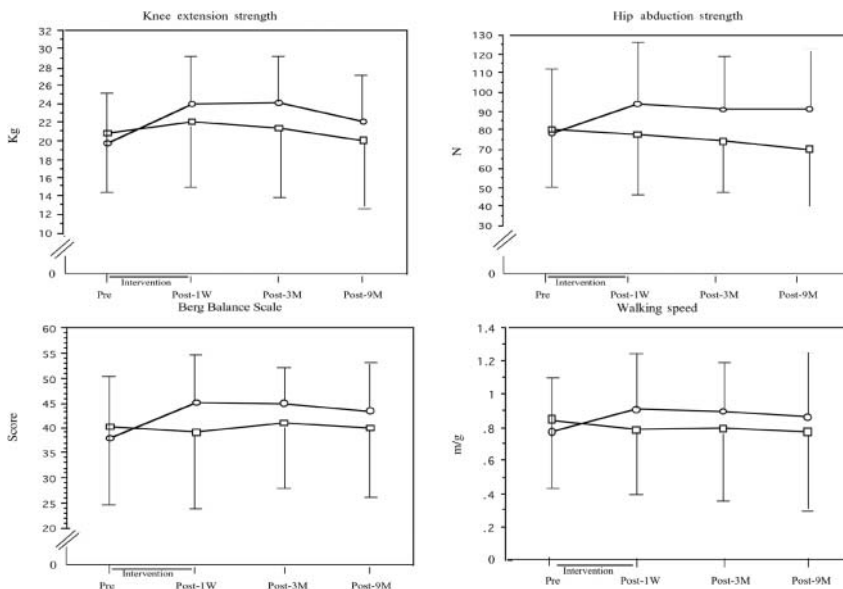 Knee extension strength
Kg
32
30
28
26
24
22
20
18
16
14
12
10
0
Intervention
Pre
Post-1W
Post-3M
Post-9M
Hip abduction strength
N
130
120
110
100
90
80
70
60
50
40
30
0
Intervention
Pre
Post-1W
Post-3M
Post-9M
Berg Balance Scale
Score
60
55
50
45
40
35
30
25
20
0
Intervention
Pre
Post-1W
Post-3M
Post-9M
Walking speed
m/g
1.4
1.2
1
.8
.6
.4
.2
0
Intervention
Pre
Post-1W
Post-3M
Post-9M